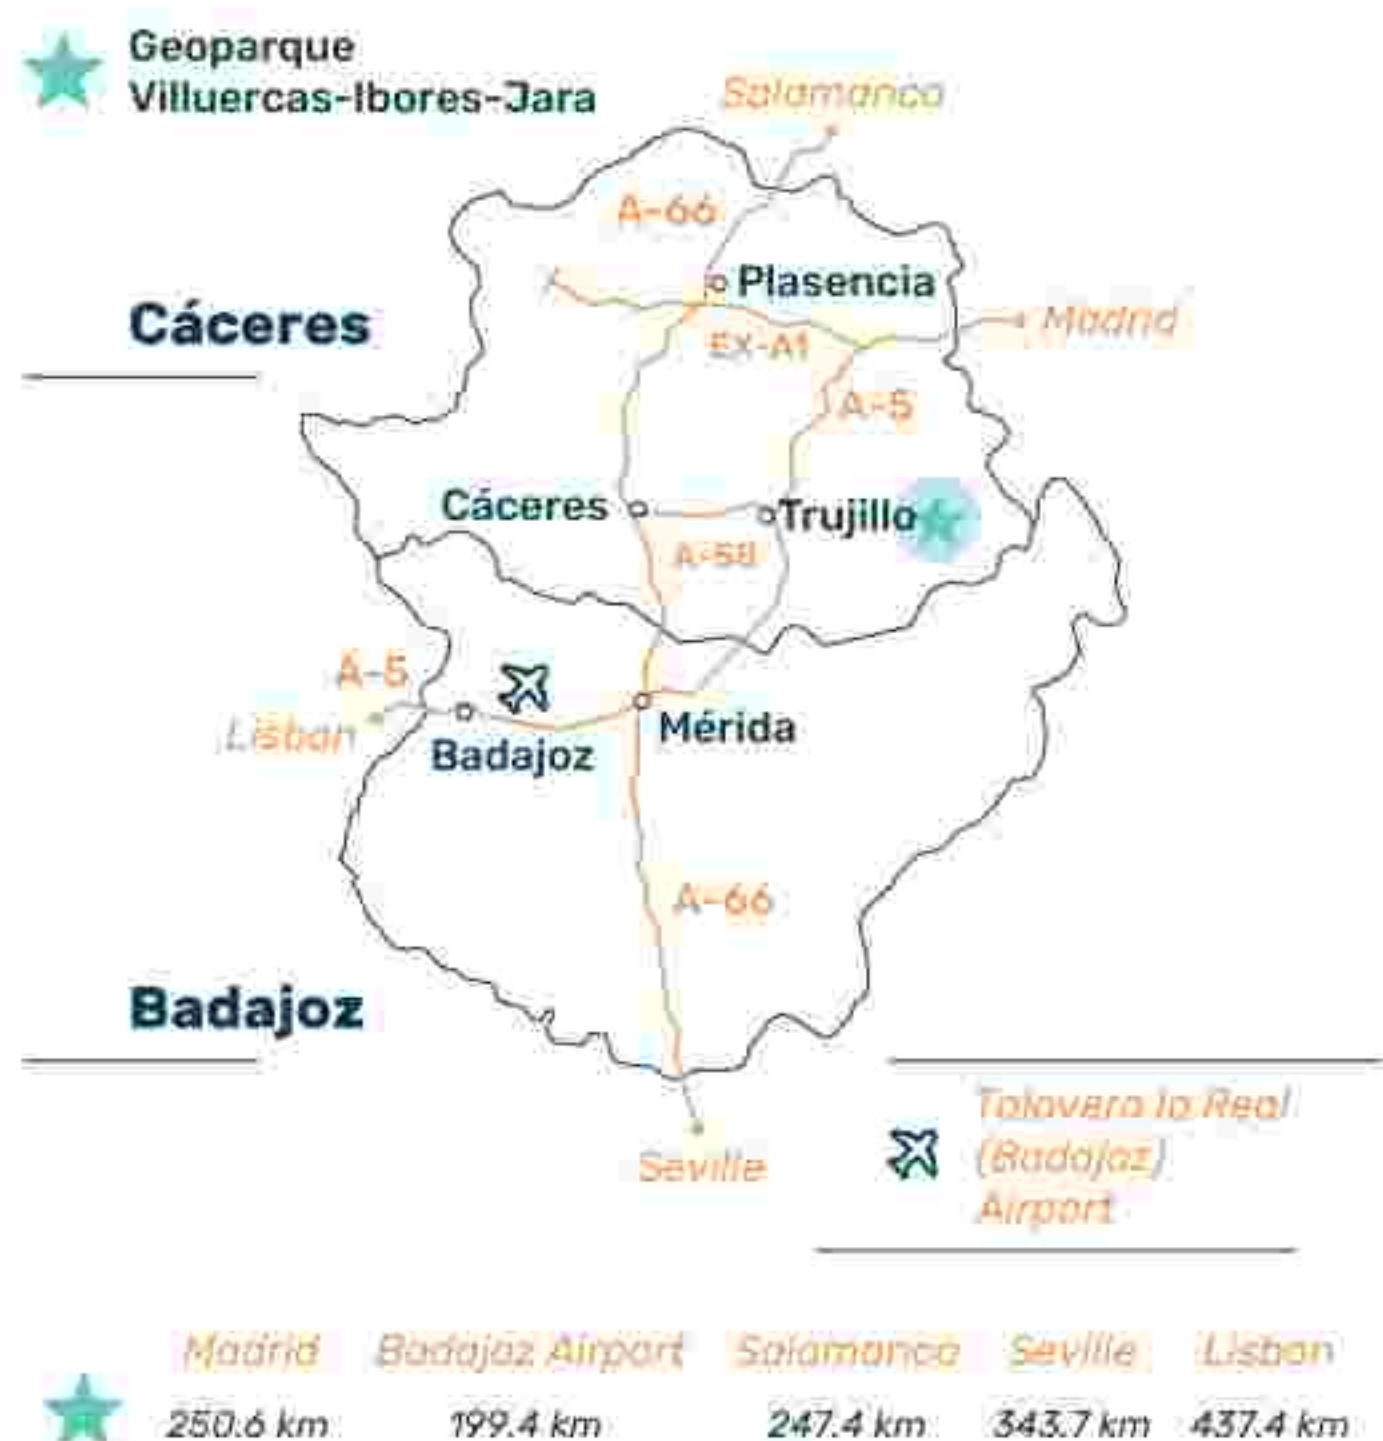 Geoparque
Villuercas-Ibores-Jara
Salamanca
A-66
Plasencia
Cáceres
Madrid
EX-A1
A-5
Cáceres
Trujillo
A-58
A-5
Lisbon
Badajoz
Mérida
A-66
Badajoz
Seville
Talavera la Real
(Badajoz)
Airport
Madrid Badajoz Airport Salamanca Seville Lisbon
250.6 km 199.4 km 247.4 km 343.7 km 437.4 km